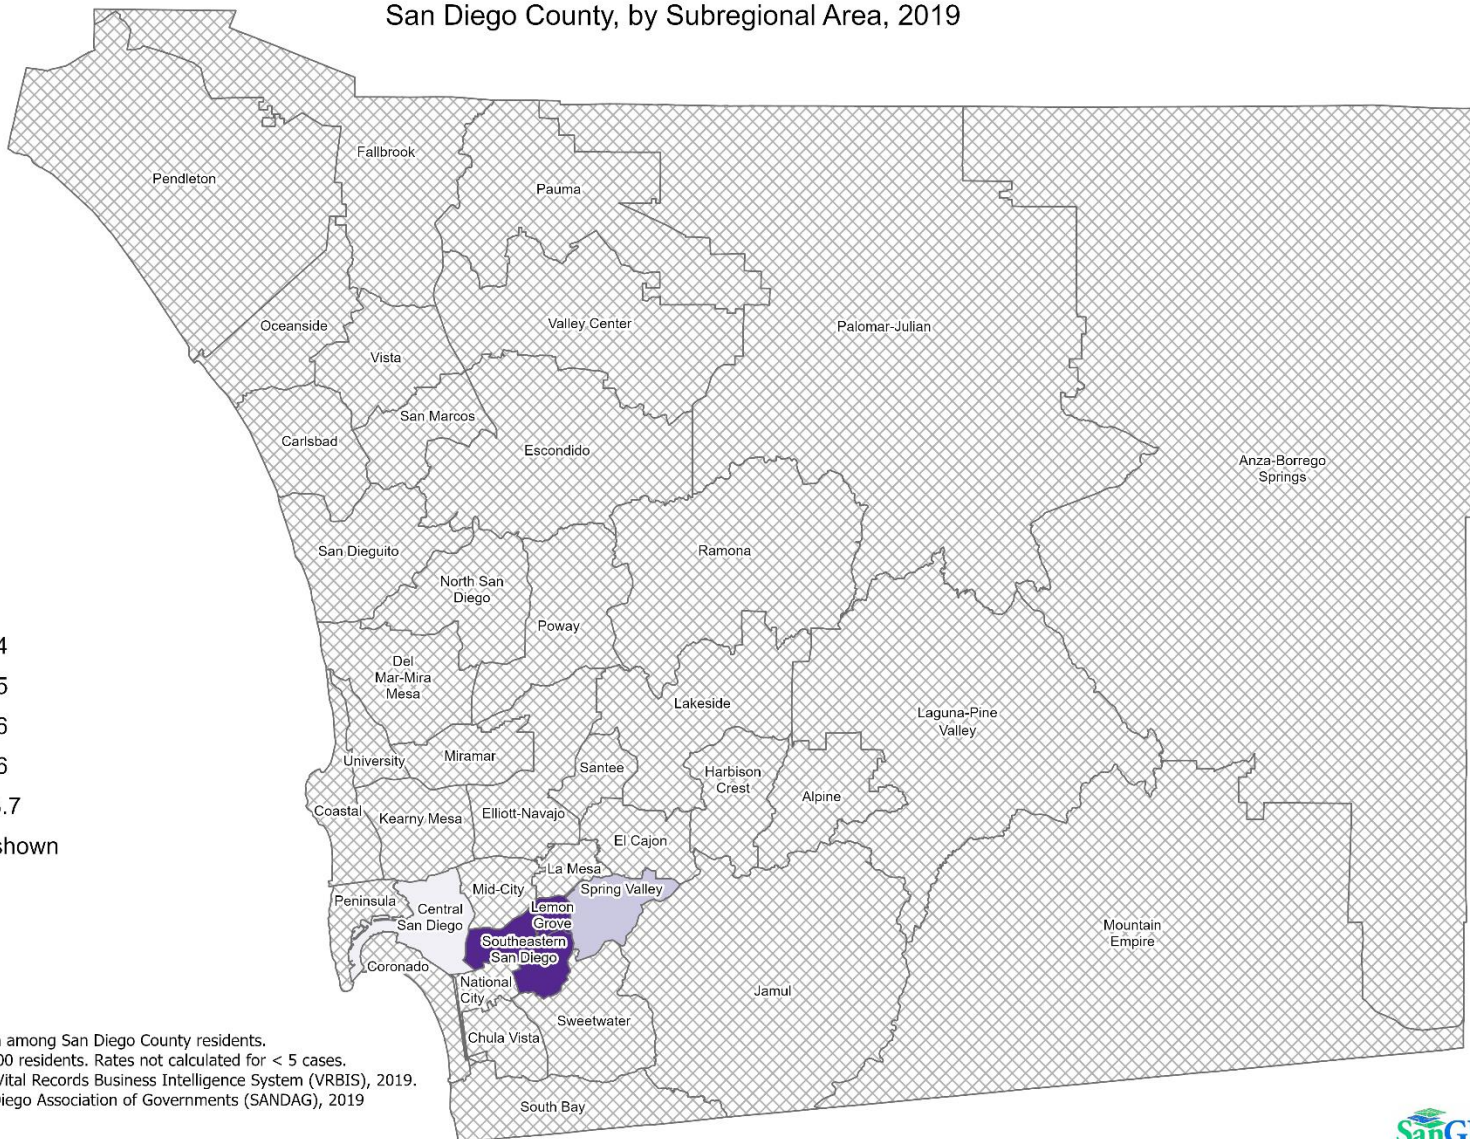 San Diego County, by Subregional Area, 2019
Fallbrook
Pendleton
Pauma
Oceanside
Valley Center
Palomar-Julian
Vista
San Marcos
Carlsbad
Escondido
Anza-Borrego
Springs
San Dieguito
Ramona
North San
Diego
Poway
Del
Mar-Mira
Mesa
Lakeside
Laguna-Pine
Valley
University
Miramar
Santee
Harbison
Crest
Alpine
Coastal
Kearny Mesa
Elliott-Navajo
El Cajon
La Mesa
Mid-City
Spring Valley
Peninsula
Central
San Diego
Lemon
Grove
Southeastern
San Diego
Coronado
National
City
Mountain
Empire
Jamul
Sweetwater
Chula Vista
South Bay
4
5
6
6
.7
shown
among San Diego County residents.
00 residents. Rates not calculated for < 5 cases.
Vital Records Business Intelligence System (VRBIS), 2019.
Diego Association of Governments (SANDAG), 2019
SanG